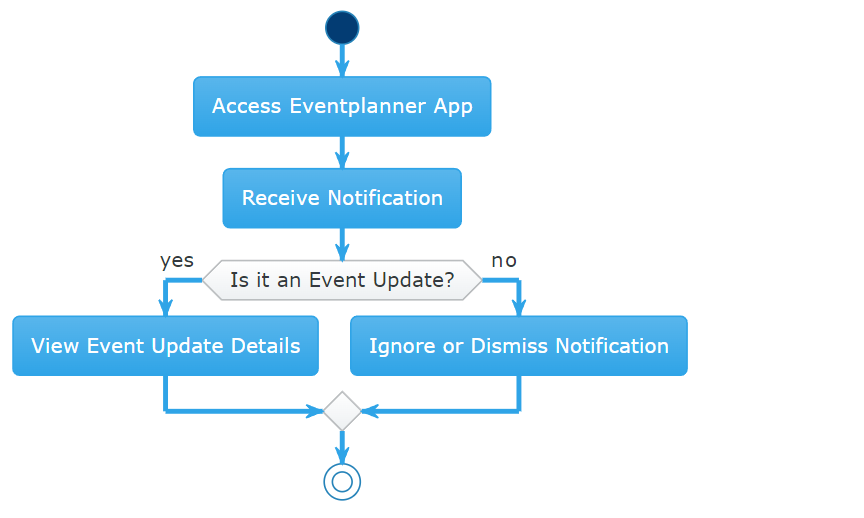 Access Eventplanner App
Receive Notification
yes
Is it an Event Update?
no
View Event Update Details
Ignore or Dismiss Notification